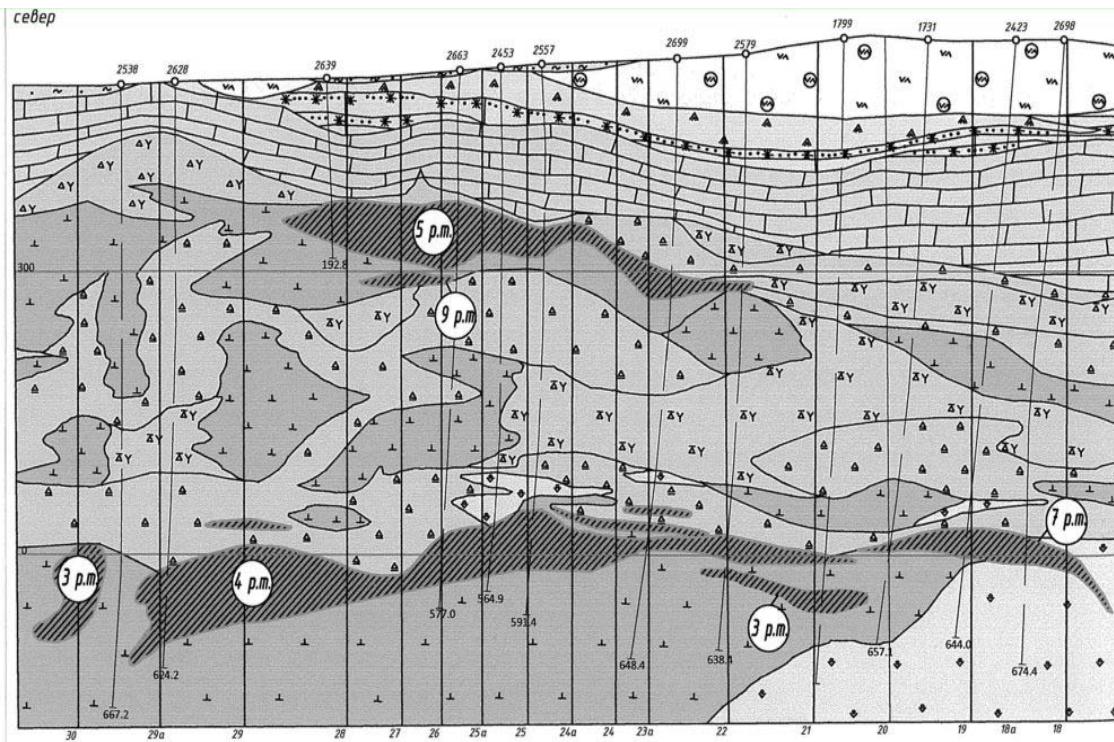 север
2538 2628 2639 2663 2453 2557 2699 2579 1799 1731 2423 2698
5 р.т.
192.8
300
9 р.т.
7 р.т.
0
3 р.т. 4 р.т.
577.0 564.9 591.4
3 р.т.
624.2 648.4 638.4 657.1 644.0
667.2 674.4
30 29а 29 28 27 26 25а 25 24а 24 23а 22 21 20 19 18а 18